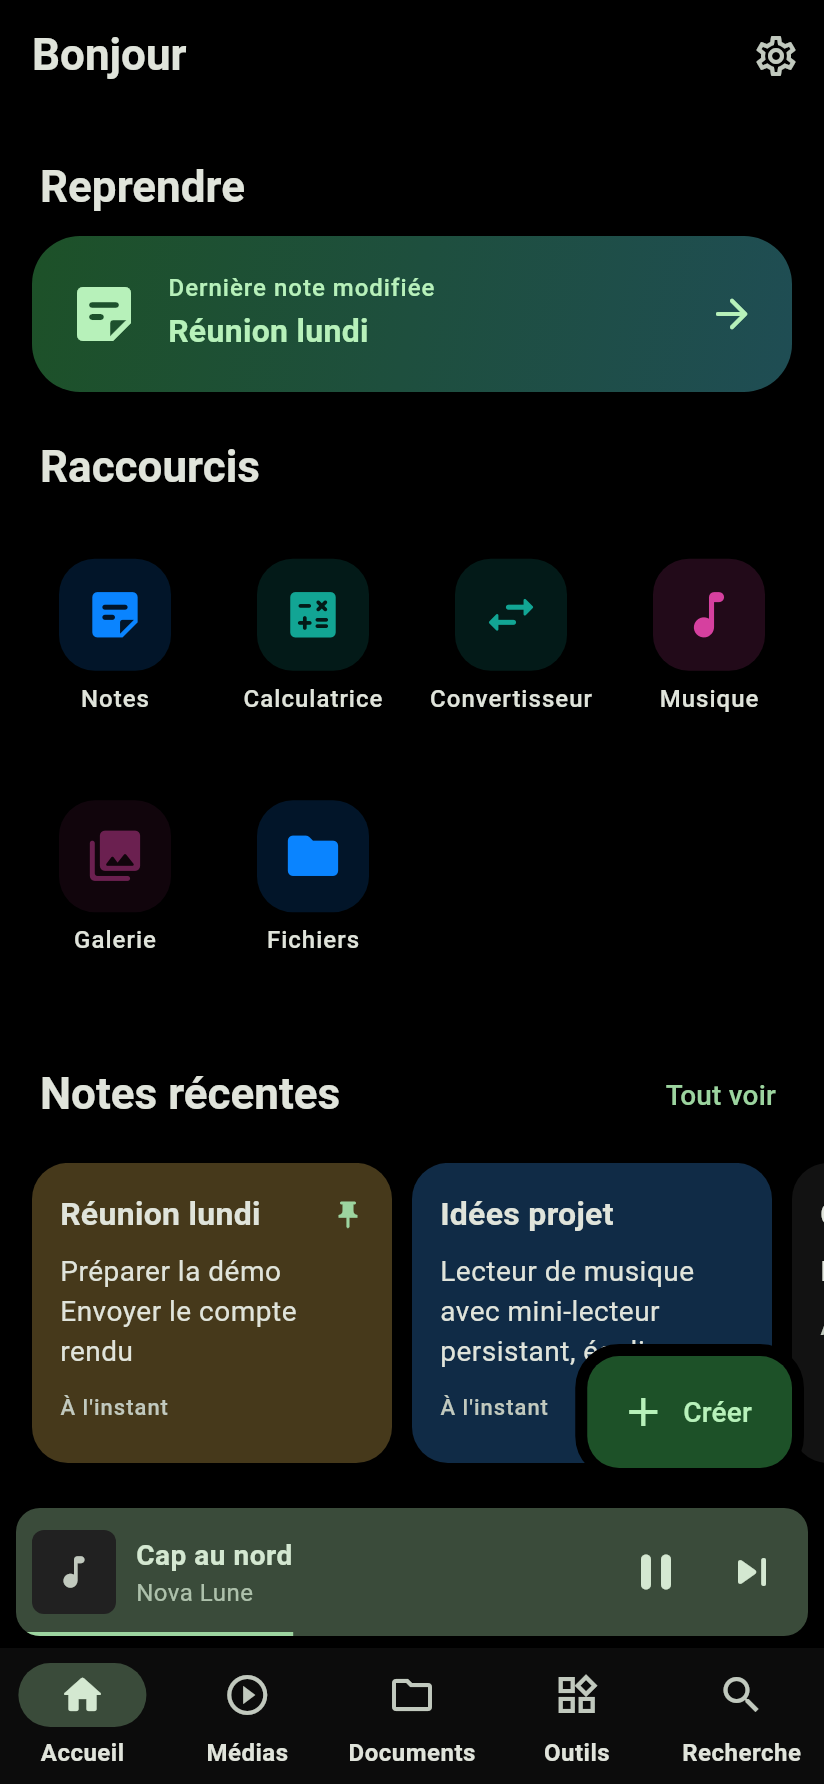 Bonjour
Reprendre
Dernière note modifiée
Réunion lundi
Raccourcis
Notes
Calculatrice
Convertisseur
Musique
Galerie
Fichiers
Notes récentes
Tout voir
Réunion lundi
Préparer la démo
Envoyer le compte
rendu
À l'instant
Idées projet
Lecteur de musique
avec mini-lecteur
persistant,
À l'instant
Créer
Cap au nord
Nova Lune
Accueil
Médias
Documents
Outils
Recherche